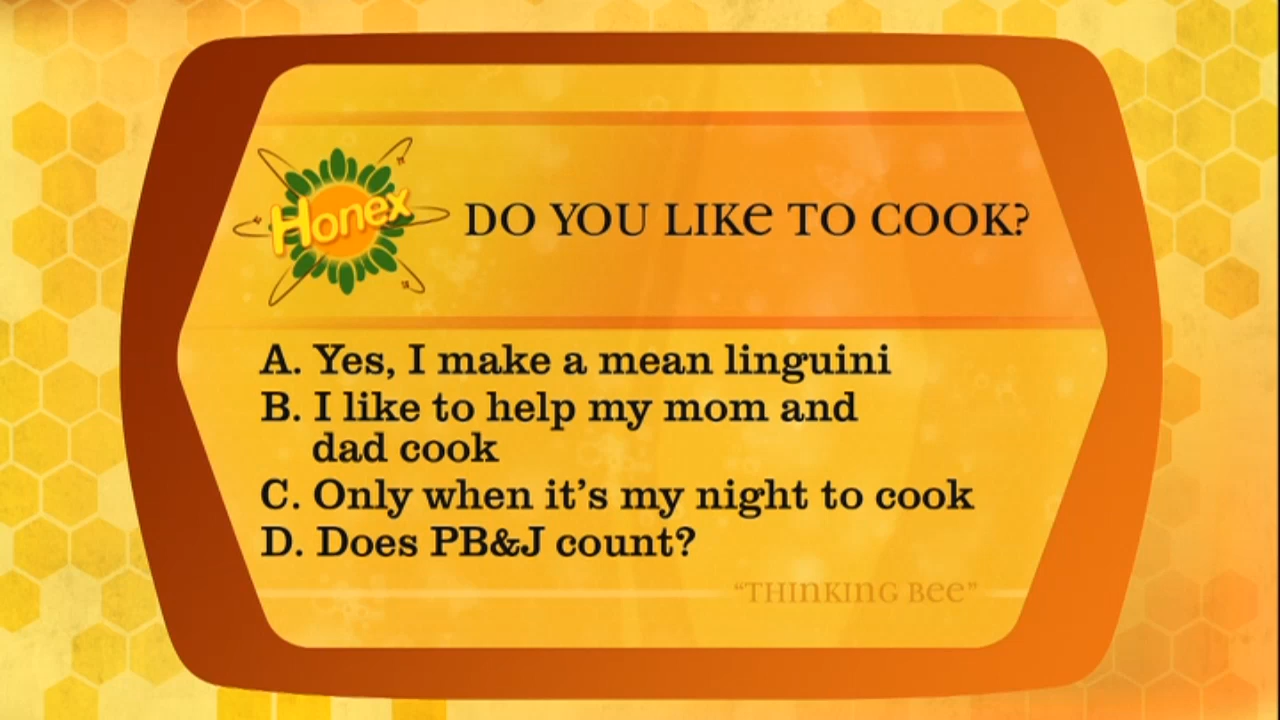 Honex
DO YOU LIKe TO COOK?
A. Yes, I make a mean linguini
B. I like to help my mom and
dad cook
C. Only when it's my night to cook
D. Does PB&J count?
"THINKING Bee"